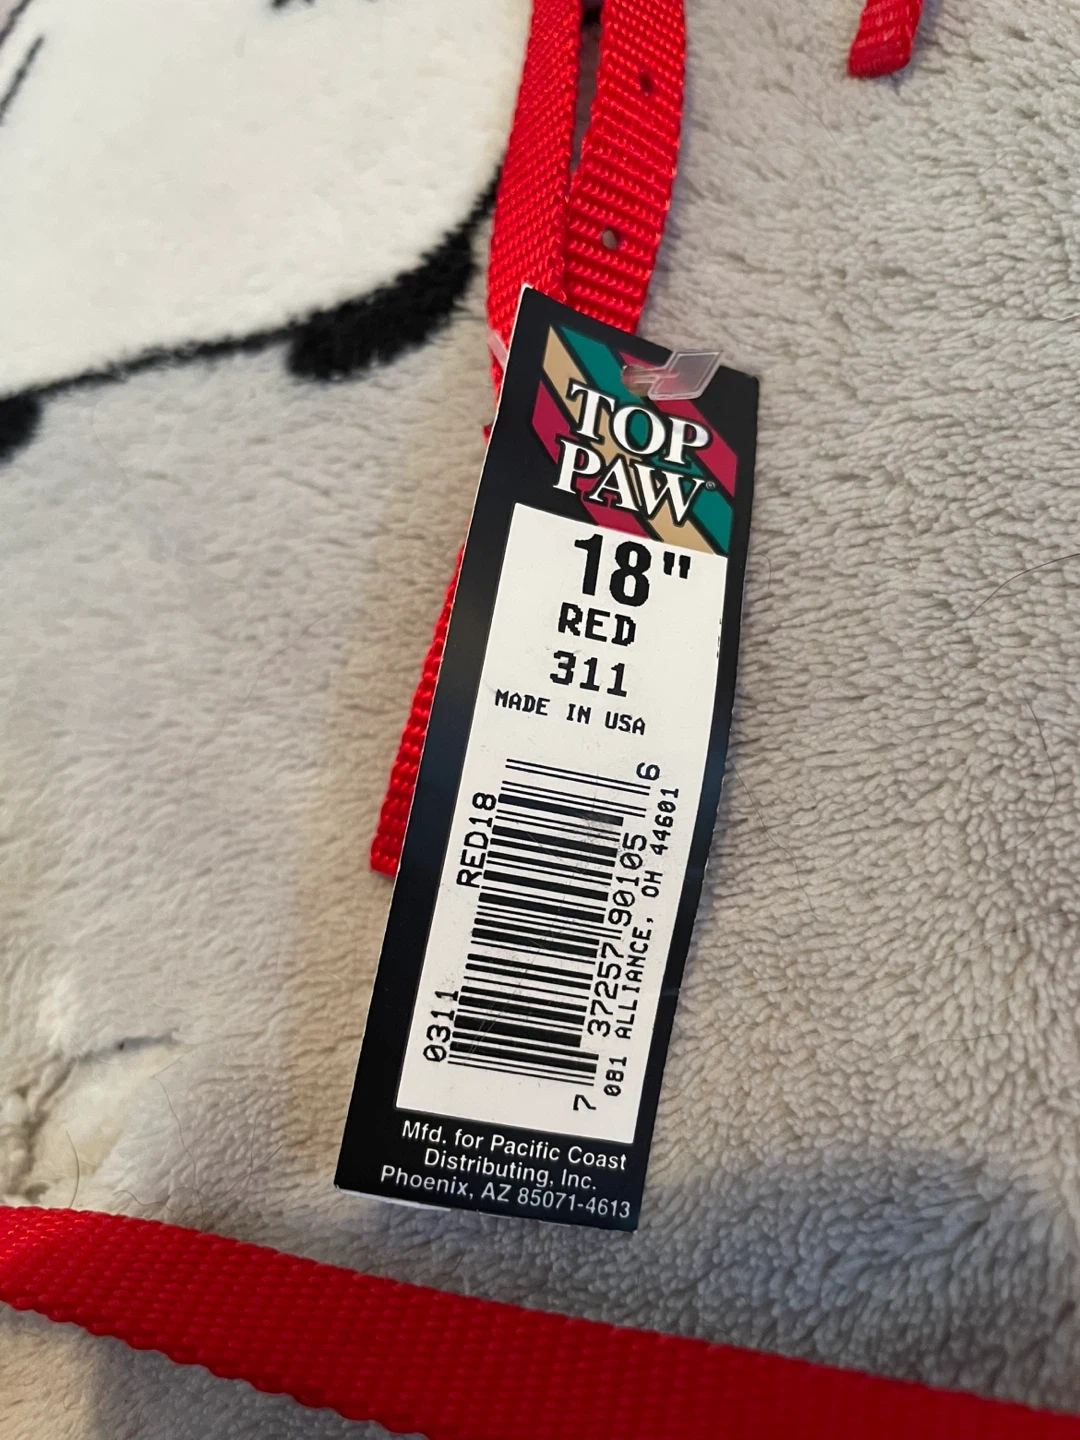 TOP
PAW®
18"
RED
311
MADE IN USA
0311 RED18
7 37257 90105 6
081 ALLIANCE, OH 44601
Mfd. for Pacific Coast
Distributing, Inc.
Phoenix, AZ 85071-4613